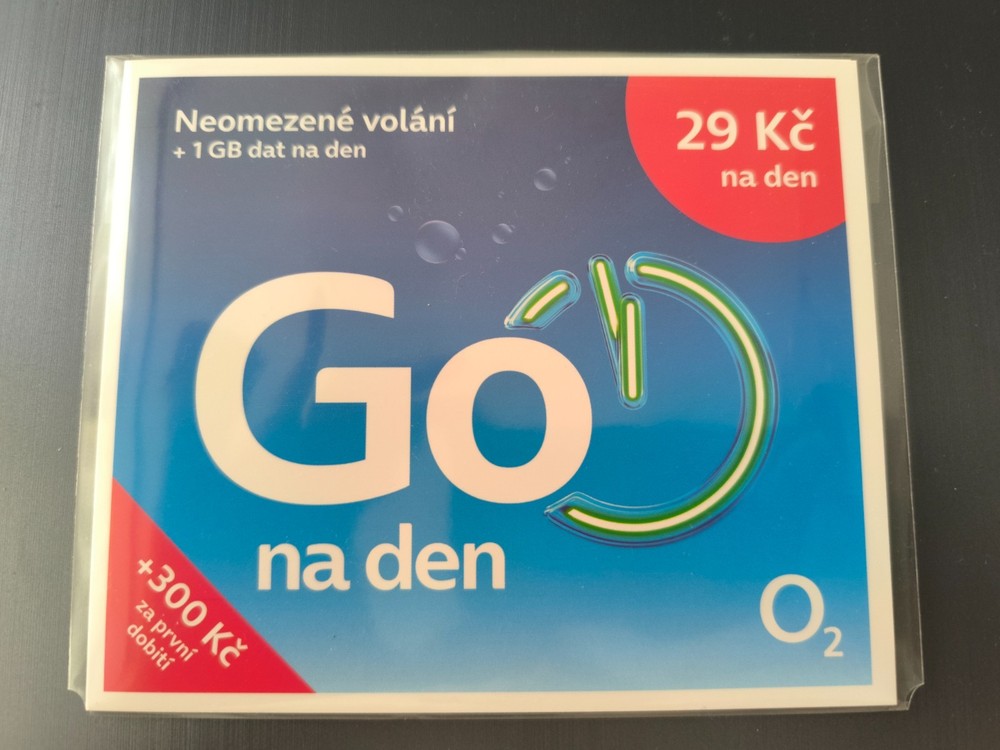 Neomezené volání
+ 1 GB dat na den
29 Kč
na den
Go
na den
+300 Kč
za první
dobití
O2